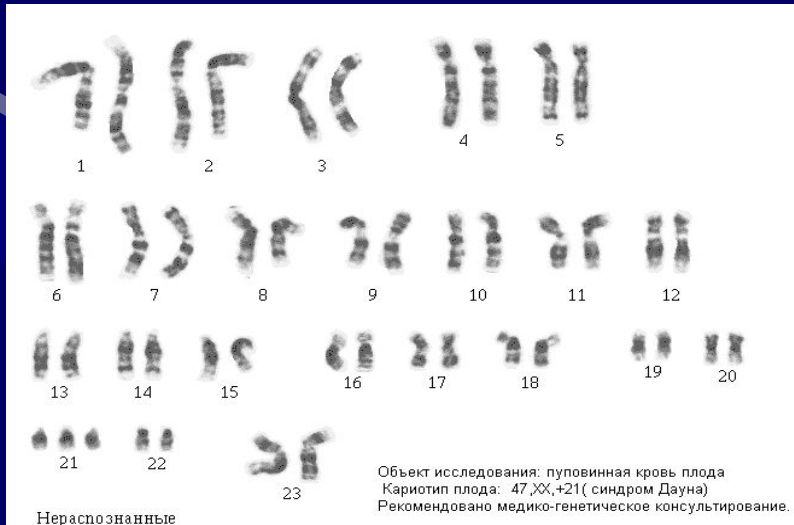 1 2 3 4 5
6 7 8 9 10 11 12
13 14 15 16 17 18 19 20
21 22 23
Объект исследования: пуповинная кровь плода
Кариотип плода: 47,XX,+21( синдром Дауна)
Рекомендовано медико-генетическое консультирование.
Нераспознанные